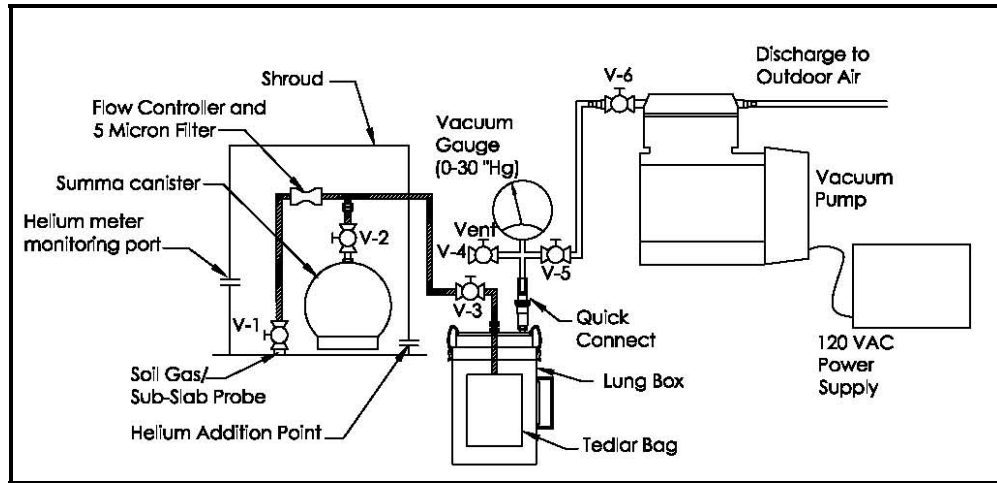 Shroud
Flow Controller and
5 Micron Filter
Summa canister
Helium meter
monitoring port
V-1
V-2
Soil Gas/
Sub-Slab Probe
Helium Addition Point
Vacuum
Gauge
(0-30 "Hg)
Vent
V-4
V-5
V-3
Quick
Connect
Lung Box
Tedlar Bag
V-6
Discharge to
Outdoor Air
Vacuum
Pump
120 VAC
Power
Supply